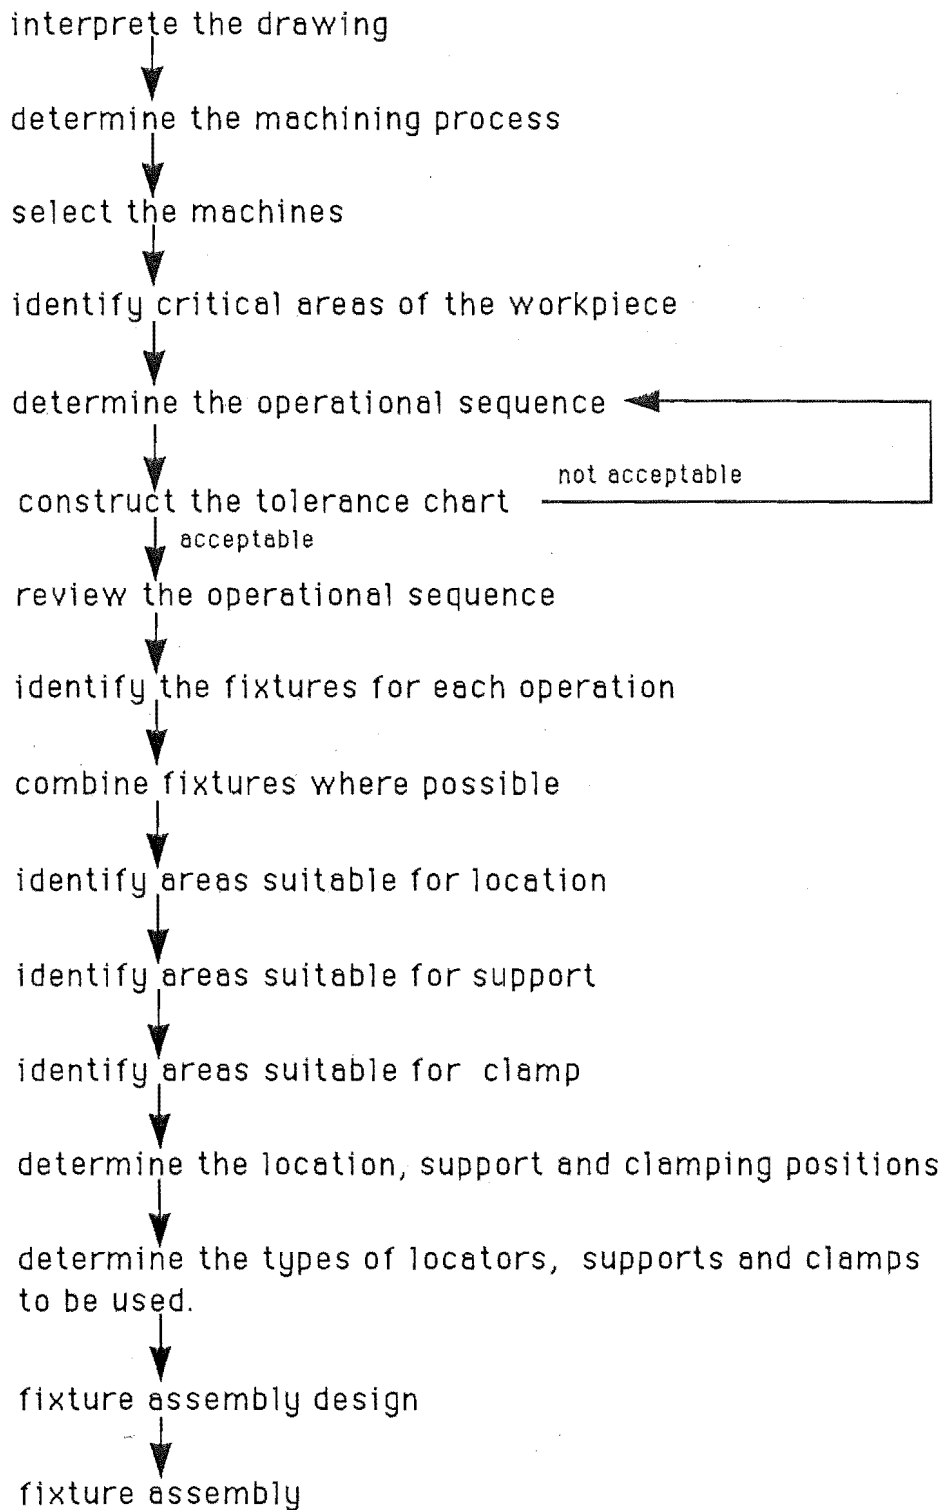 interprete the drawing
determine the machining process
select the machines
identify critical areas of the workpiece
determine the operational sequence
not acceptable
construct the tolerance chart
acceptable
review the operational sequence
identify the fixtures for each operation
combine fixtures where possible
identify areas suitable for location
identify areas suitable for support
identify areas suitable for clamp
determine the location, support and clamping positions
determine the types of locators, supports and clamps
to be used.
fixture assembly design
fixture assembly